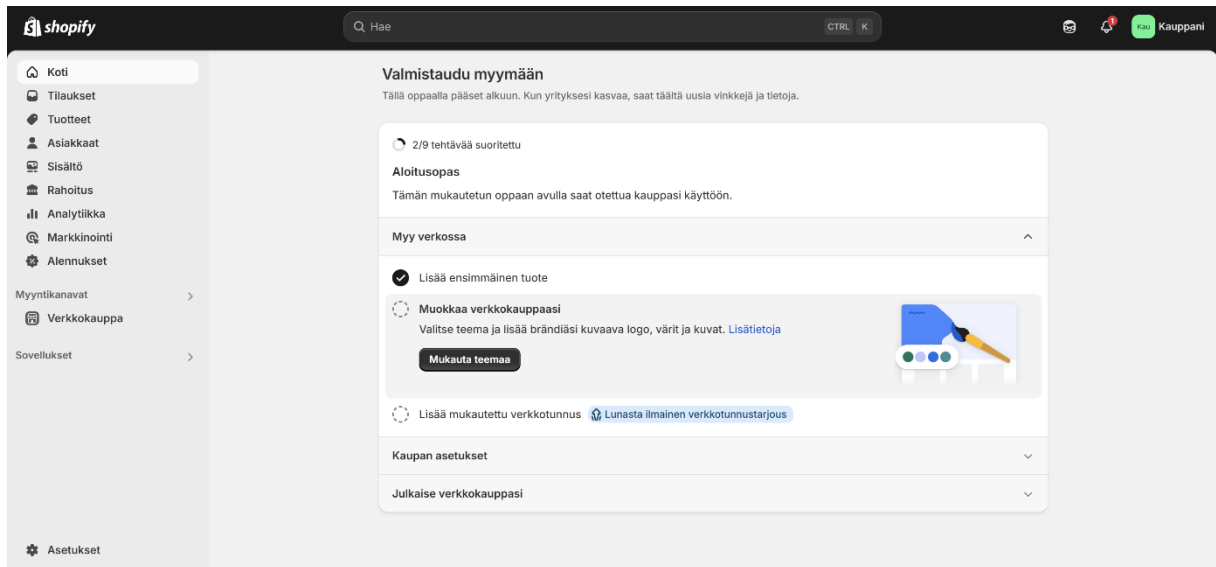 shopify
Hae
CTRL K
1
Kau
Kauppani
Koti
Tilaukset
Tuotteet
Asiakkaat
Sisältö
Rahoitus
Analytiikka
Markkinointi
Alennukset
Myyntikanavat
Verkkokauppa
Sovellukset
Asetukset
Valmistaudu myymään
Tällä oppaalla pääset alkuun. Kun yrityksesi kasvaa, saat täältä uusia vinkkejä ja tietoja.
2/9 tehtävää suoritettu
Aloitusopas
Tämän mukautetun oppaan avulla saat otettua kauppasi käyttöön.
Myy verkossa
Lisää ensimmäinen tuote
Muokkaa verkkokauppaasi
Valitse teema ja lisää brändiäsi kuvaava logo, värit ja kuvat. Lisätietoja
Mukauta teemaa
Lisää mukautettu verkkotunnus Lunasta ilmainen verkkotunnustarjous
Kaupan asetukset
Julkaise verkkokauppasi